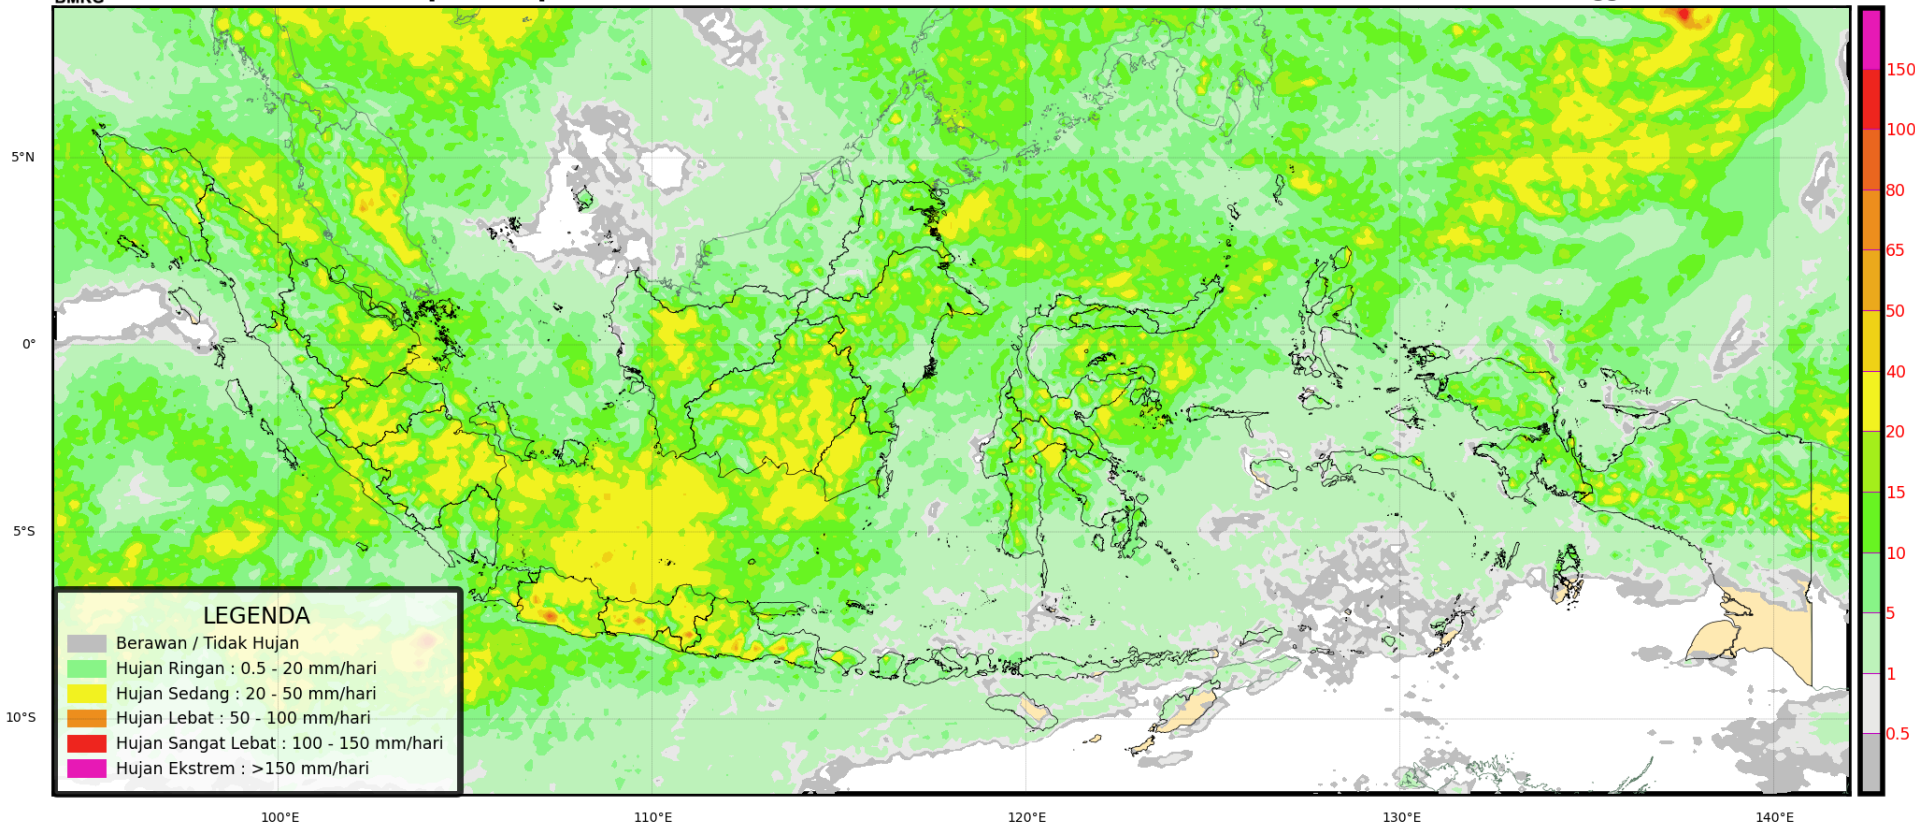 BMKG
150
100
80
65
50
40
20
15
10
5
1
0.5
5°N
0°
5°S
10°S
LEGENDA
Berawan / Tidak Hujan
Hujan Ringan : 0.5 - 20 mm/hari
Hujan Sedang : 20 - 50 mm/hari
Hujan Lebat : 50 - 100 mm/hari
Hujan Sangat Lebat : 100 - 150 mm/hari
Hujan Ekstrem : >150 mm/hari
100°E 110°E 120°E 130°E 140°E